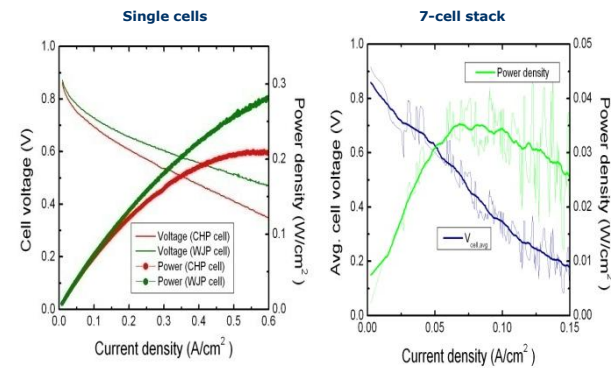 Single cells
7-cell stack
Cell voltage (V)
1.0
0.8
0.6
0.4
0.2
0.0
0.0 0.1 0.2 0.3 0.4 0.5 0.6
Current density (A/cm²)
0.3
0.2
0.1
0.0
Power density (W/cm²)
Voltage (CHP cell)
Voltage (WJP cell)
Power (CHP cell)
Power (WJP cell)
Avg. cell voltage (V)
1.0
0.8
0.6
0.4
0.2
0.0
0.00 0.05 0.10 0.15
Current density (A/cm²)
0.05
0.04
0.03
0.02
0.01
0.00
Power density (W/cm²)
Power density
Vcell,avg